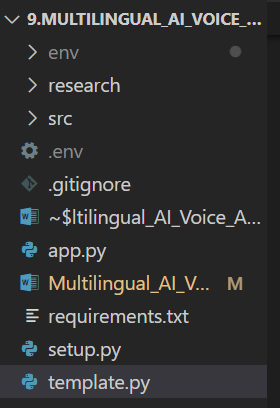 9.MULTILINGUAL_AI_VOICE_...
env
research
src
.env
.gitignore
~$ltilingual_AI_Voice_A...
app.py
Multilingual_AI_V... M
requirements.txt
setup.py
template.py